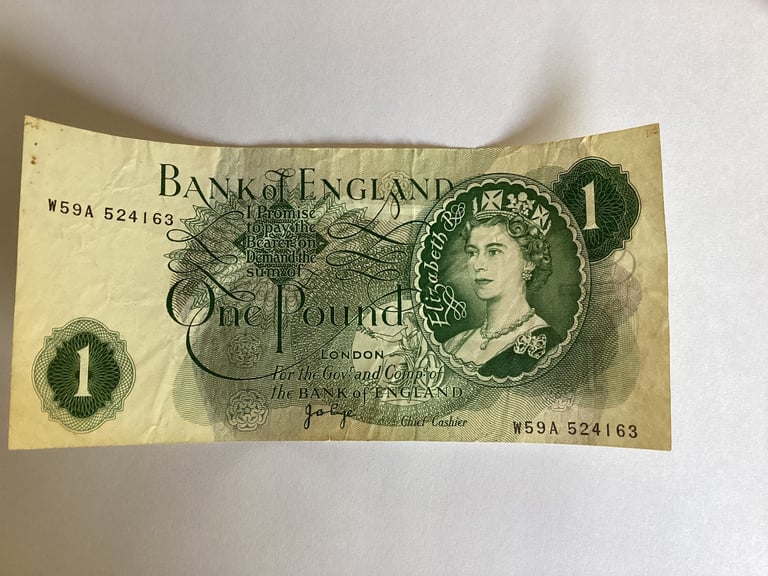 BANK of ENGLAND
W59A 524163
I Promise
to pay the
Bearer on
Demand the
sum of
One Pound
LONDON
For the Govr and Compa of
the BANK of ENGLAND
Chief Cashier
Elizabeth R
1
1
W59A 524163